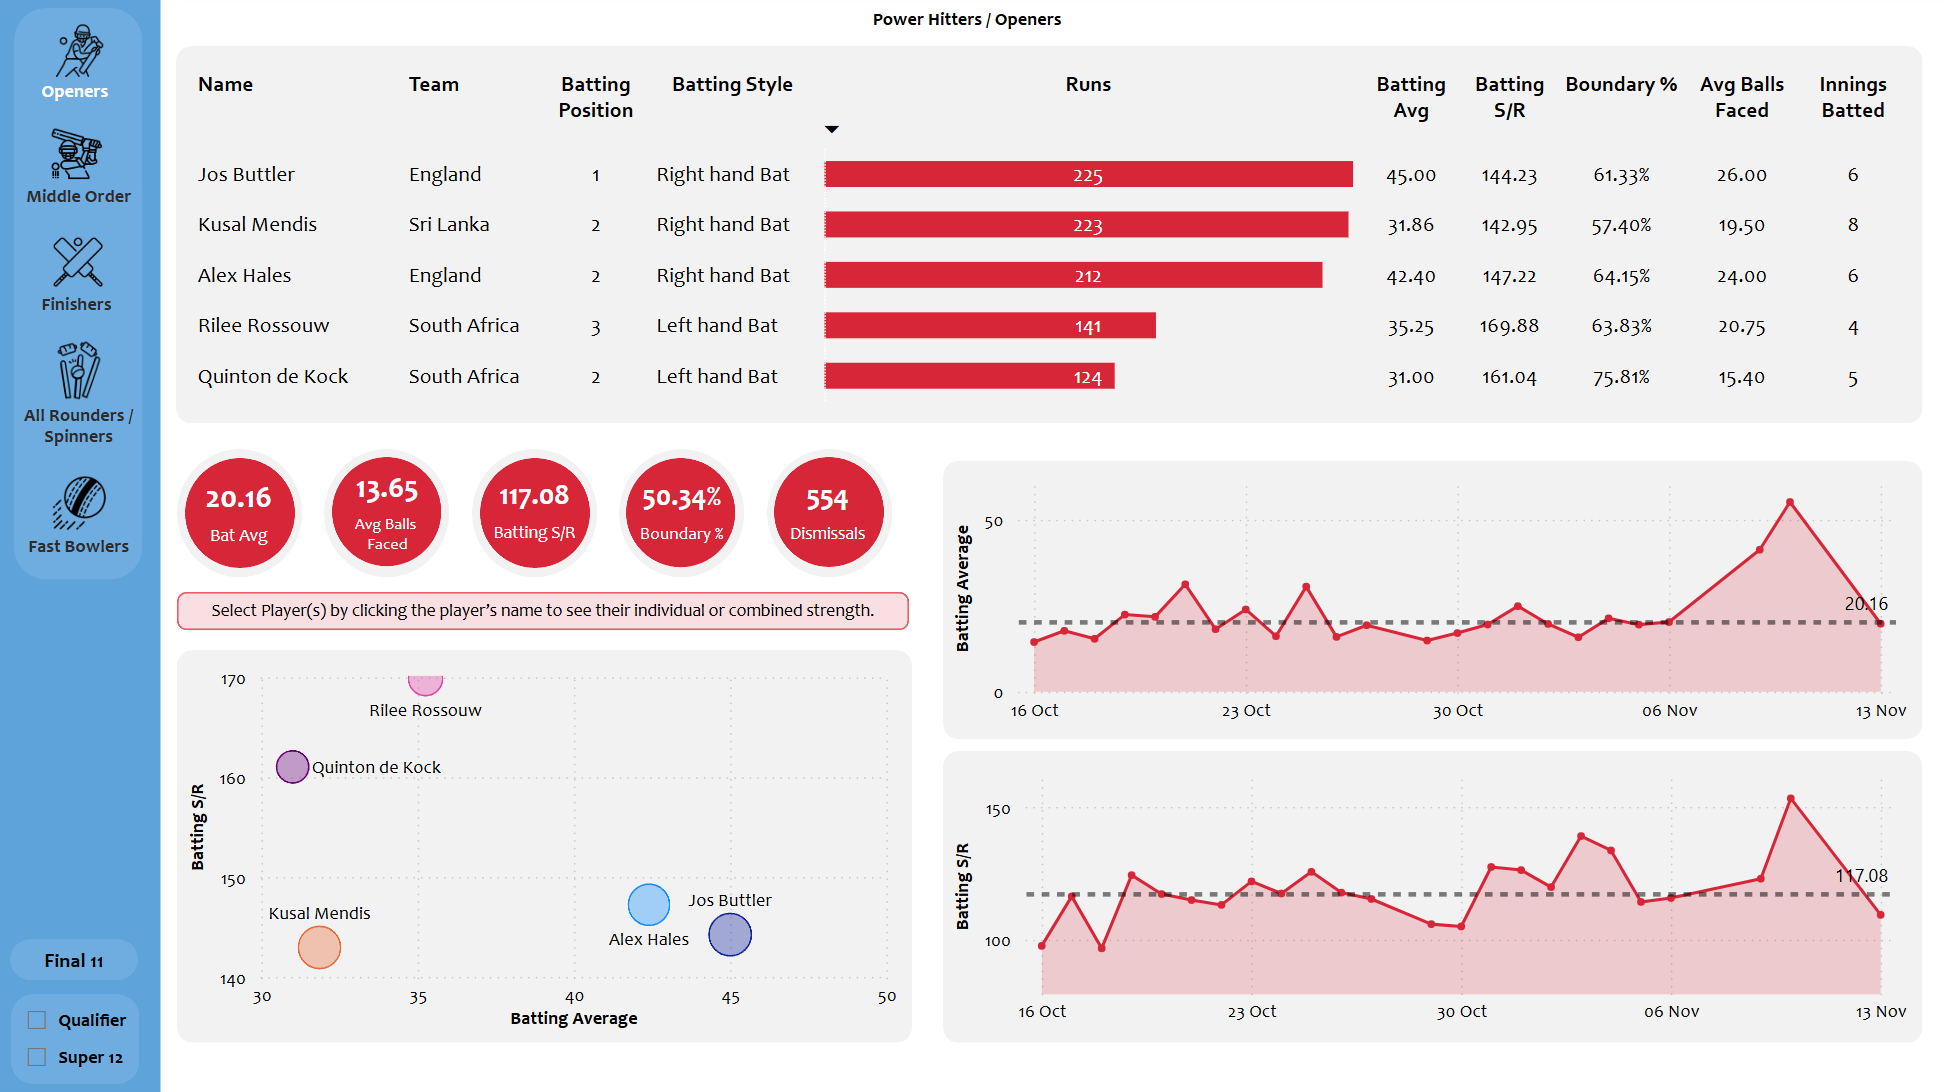 Power Hitters / Openers
Openers
Middle Order
Finishers
All Rounders /
Spinners
Fast Bowlers
Final 11
Qualifier
Super 12
Name Team Batting Position Batting Style Runs Batting Avg Batting S/R Boundary % Avg Balls Faced Innings Batted
Jos Buttler England 1 Right hand Bat 225 45.00 144.23 61.33% 26.00 6
Kusal Mendis Sri Lanka 2 Right hand Bat 223 31.86 142.95 57.40% 19.50 8
Alex Hales England 2 Right hand Bat 212 42.40 147.22 64.15% 24.00 6
Rilee Rossouw South Africa 3 Left hand Bat 141 35.25 169.88 63.83% 20.75 4
Quinton de Kock South Africa 2 Left hand Bat 124 31.00 161.04 75.81% 15.40 5
20.16
Bat Avg
13.65
Avg Balls
Faced
117.08
Batting S/R
50.34%
Boundary %
554
Dismissals
Select Player(s) by clicking the player's name to see their individual or combined strength.
Batting S/R
170
160
150
140
Rilee Rossouw
Quinton de Kock
Jos Buttler
Kusal Mendis
Alex Hales
30 35 40 45 50
Batting Average
Batting Average
50
0
20.16
16 Oct 23 Oct 30 Oct 06 Nov 13 Nov
Batting S/R
150
100
117.08
16 Oct 23 Oct 30 Oct 06 Nov 13 Nov